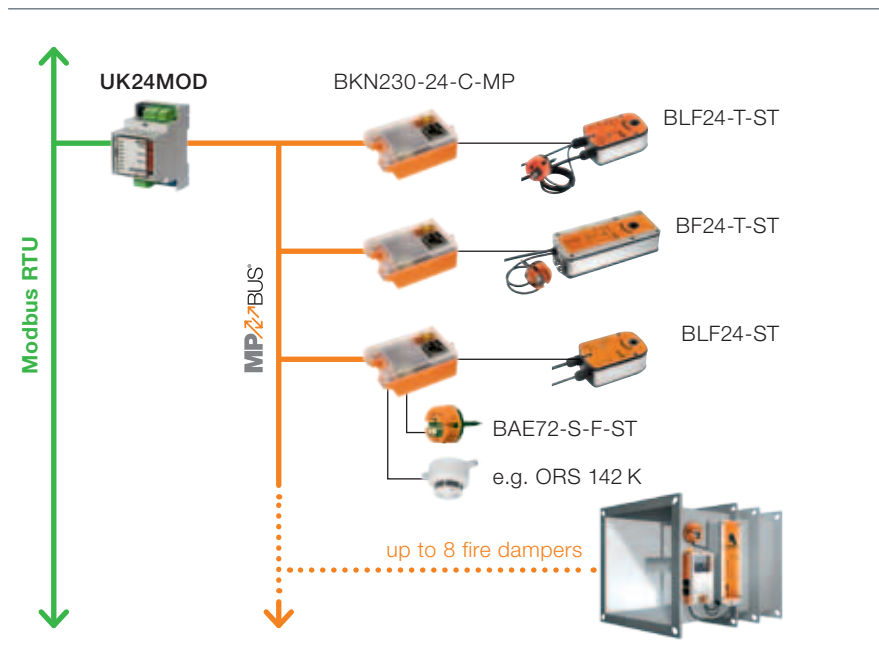 UK24MOD
BKN230-24-C-MP
BLF24-T-ST
BF24-T-ST
Modbus RTU
MP BUS®
BLF24-ST
BAE72-S-F-ST
e.g. ORS 142 K
up to 8 fire dampers